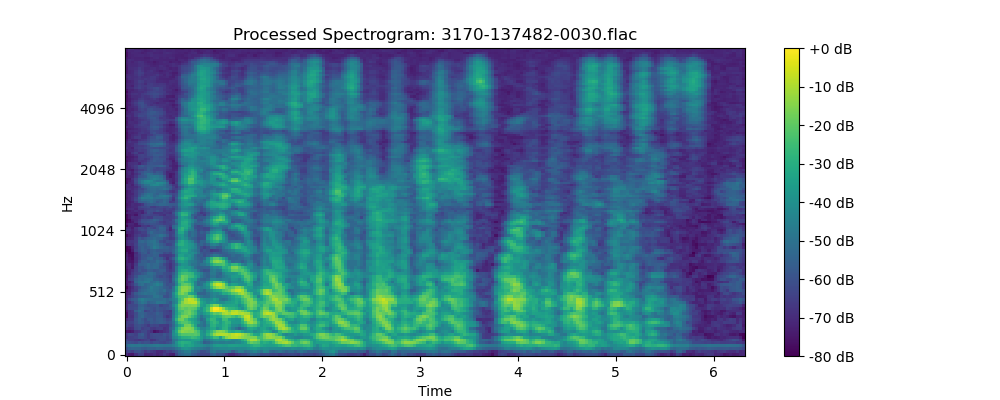 Processed Spectrogram: 3170-137482-0030.flac
Hz
4096
2048
1024
512
0
0 1 2 3 4 5 6
Time
+0 dB
-10 dB
-20 dB
-30 dB
-40 dB
-50 dB
-60 dB
-70 dB
-80 dB